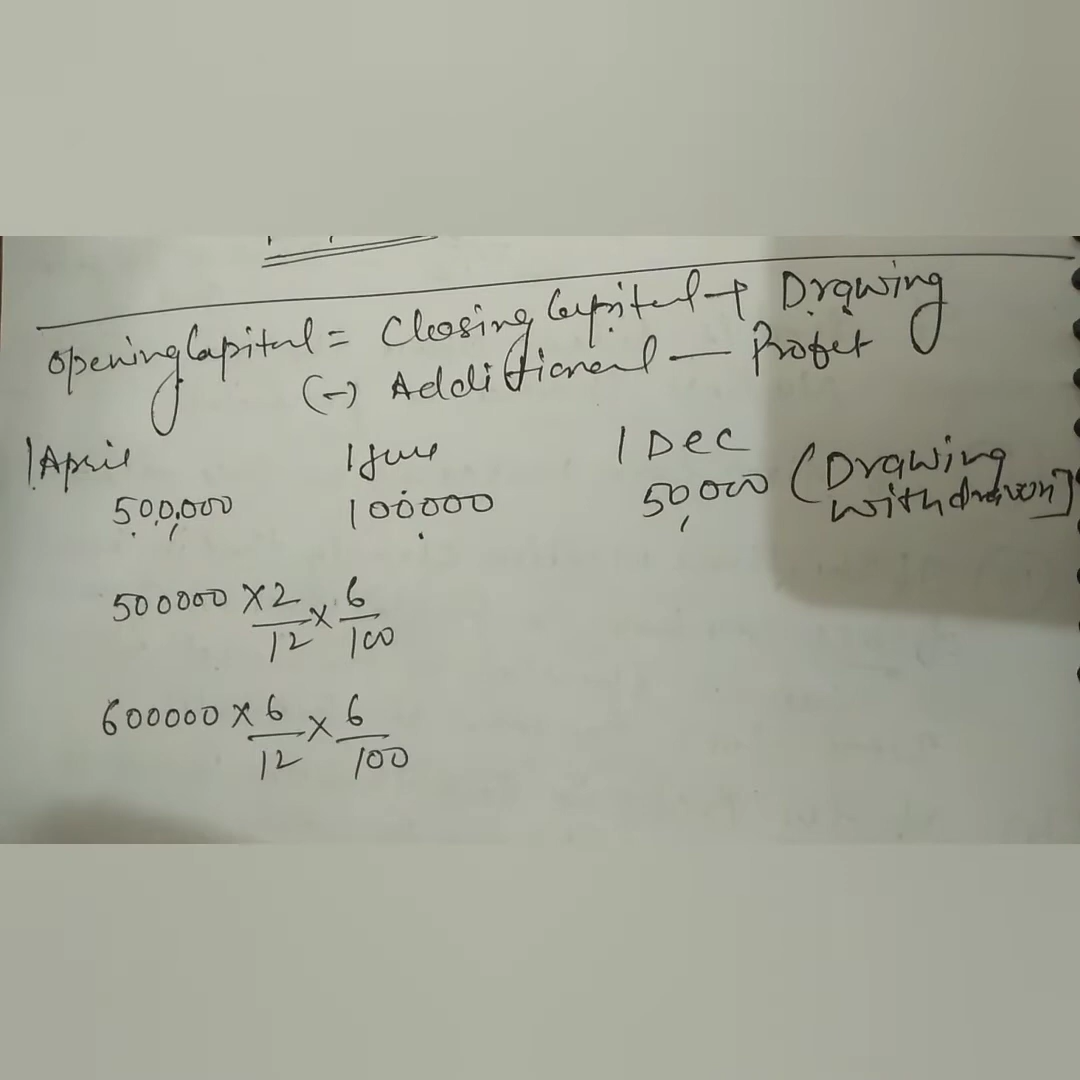 Opening Capital = Closing Capital + Drawing
(-) Additional — Profit
1 April 1 June 1 Dec
500,000 100000 50,000 (Drawing withdrawn)
500000 × 2/12 × 6/100
600000 × 6/12 × 6/100